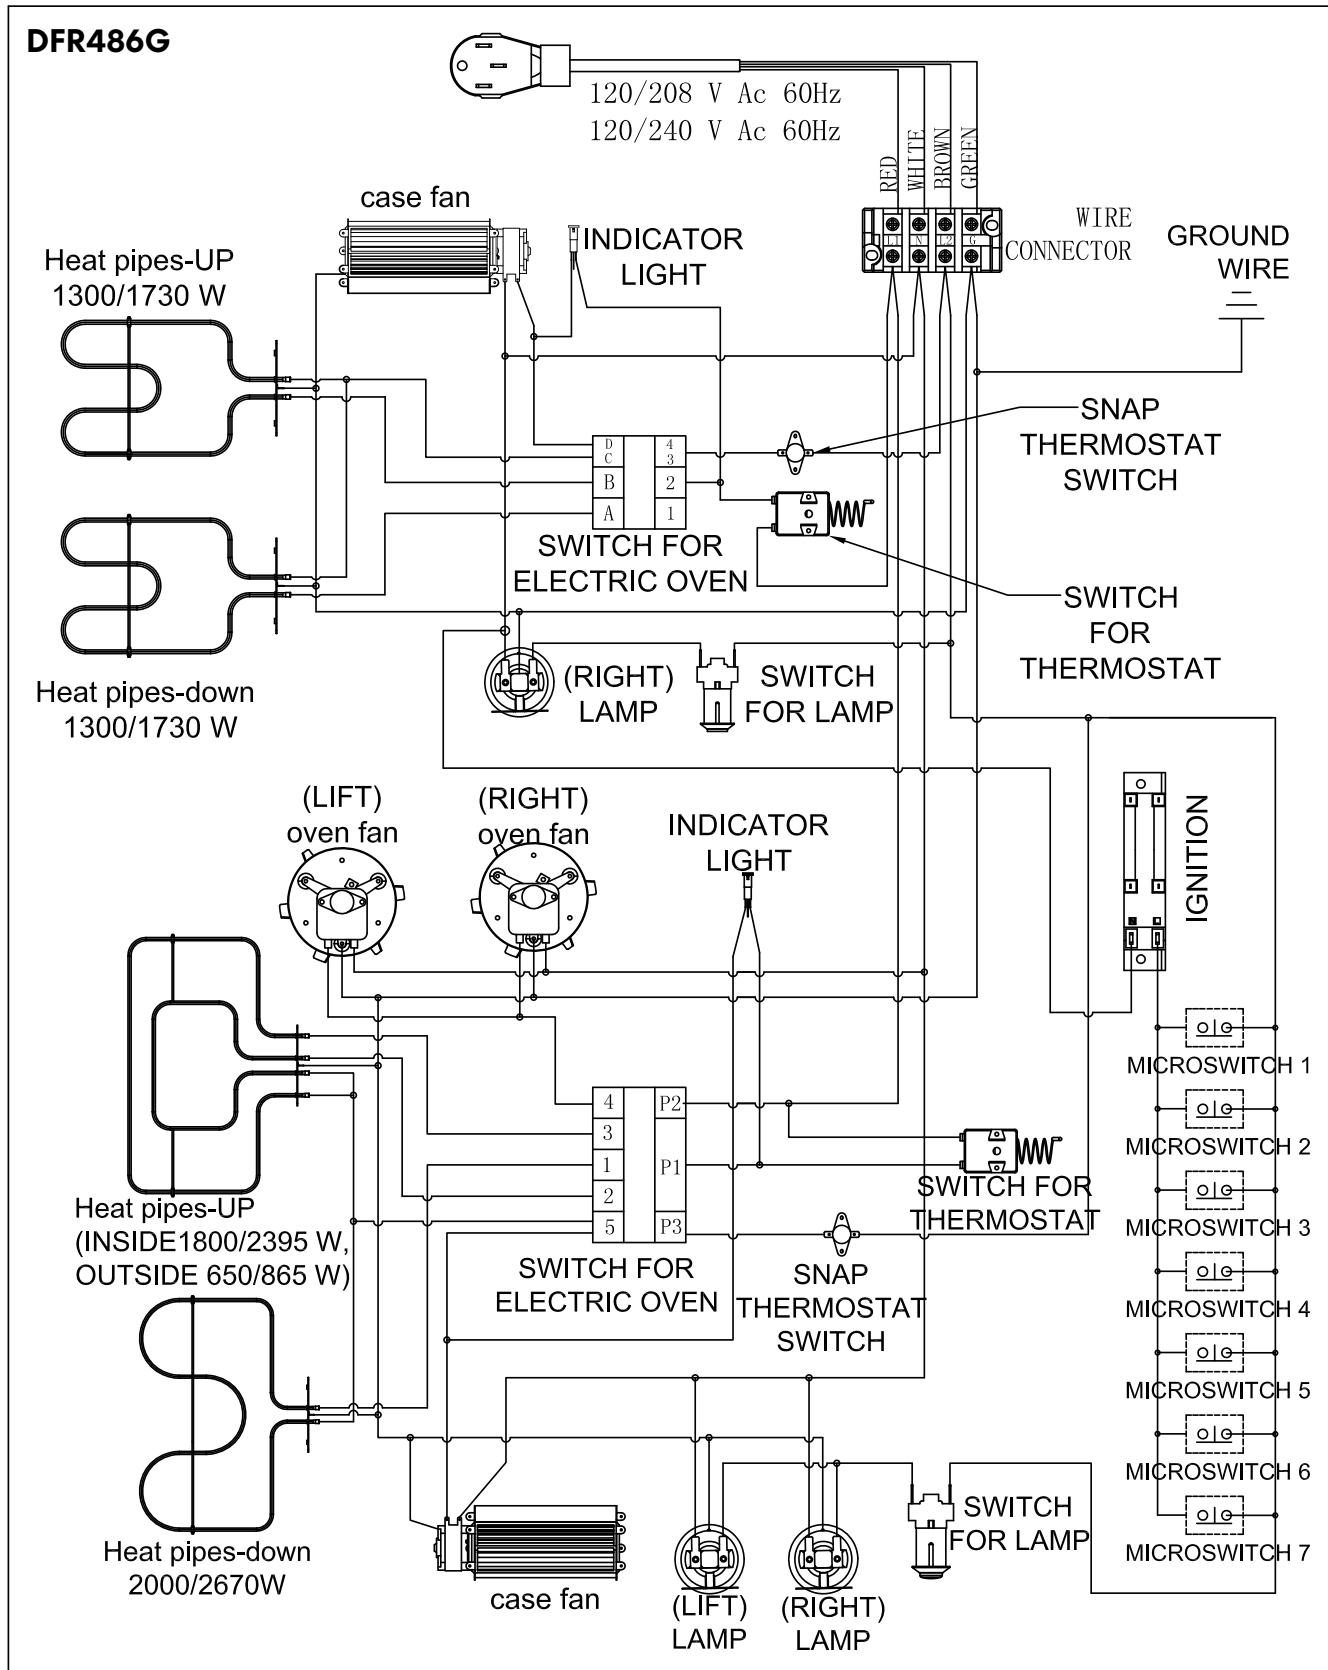 DFR486G
120/208 V Ac 60Hz
120/240 V Ac 60Hz
RED
WHITE
BROWN
GREEN
L1
N
L2
G
WIRE
CONNECTOR
GROUND
WIRE
case fan
INDICATOR
LIGHT
Heat pipes-UP
1300/1730 W
SNAP
THERMOSTAT
SWITCH
D
C
B
A
4
3
2
1
SWITCH FOR
ELECTRIC OVEN
SWITCH
FOR
THERMOSTAT
Heat pipes-down
1300/1730 W
(RIGHT)
LAMP
SWITCH
FOR LAMP
(LIFT)
oven fan
(RIGHT)
oven fan
INDICATOR
LIGHT
IGNITION
MICROSWITCH 1
MICROSWITCH 2
MICROSWITCH 3
MICROSWITCH 4
MICROSWITCH 5
MICROSWITCH 6
MICROSWITCH 7
4
3
1
2
5
P2
P1
P3
SWITCH FOR
ELECTRIC OVEN
SWITCH FOR
THERMOSTAT
SNAP
THERMOSTAT
SWITCH
Heat pipes-UP
(INSIDE1800/2395 W,
OUTSIDE 650/865 W)
Heat pipes-down
2000/2670W
case fan
(LIFT)
LAMP
(RIGHT)
LAMP
SWITCH
FOR LAMP